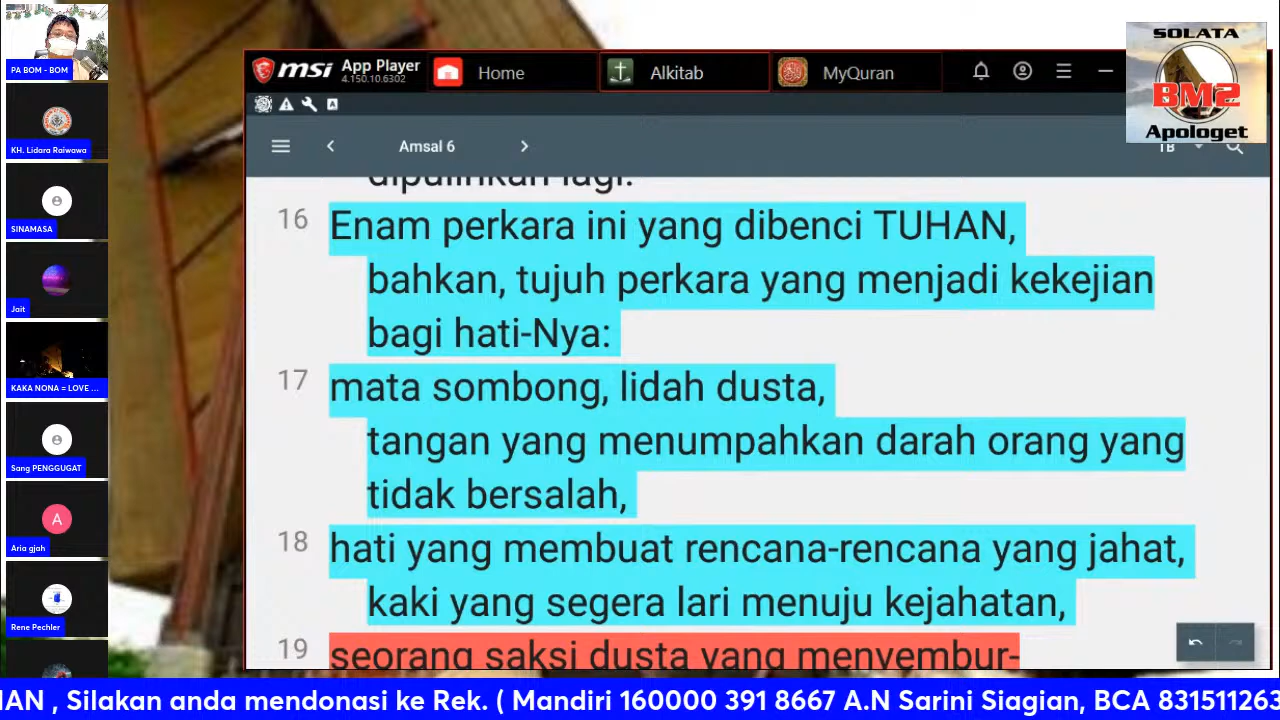 PA BOM - BOM
KH. Lidara Raiwawa
SINAMASA
Jait
KAKA NONA = LOVE ...
Sang PENGGUGAT
A
Aria gjah
Rene Pechler
msi App Player
4.150.10.6302
Home
Alkitab
MyQuran
SOLATA
BM2
Apologet
Amsal 6
TB
dipulihkan lagi.
16 Enam perkara ini yang dibenci TUHAN,
bahkan, tujuh perkara yang menjadi kekejian
bagi hati-Nya:
17 mata sombong, lidah dusta,
tangan yang menumpahkan darah orang yang
tidak bersalah,
18 hati yang membuat rencana-rencana yang jahat,
kaki yang segera lari menuju kejahatan,
19 seorang saksi dusta yang menyembur-
HAN , Silakan anda mendonasi ke Rek. ( Mandiri 160000 391 8667 A.N Sarini Siagian, BCA 831511263